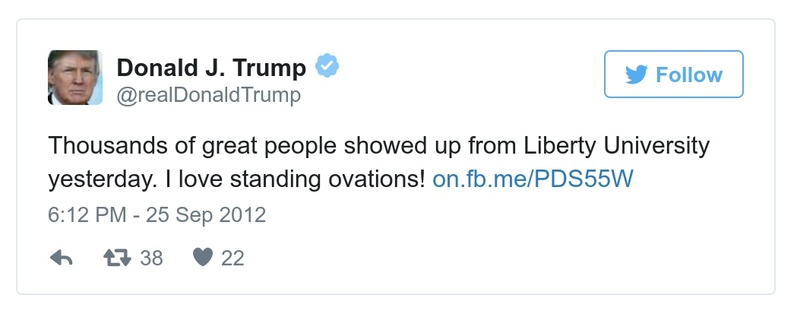 Donald J. Trump
@realDonaldTrump
Follow
Thousands of great people showed up from Liberty University
yesterday. I love standing ovations! on.fb.me/PDS55W
6:12 PM - 25 Sep 2012
38 22